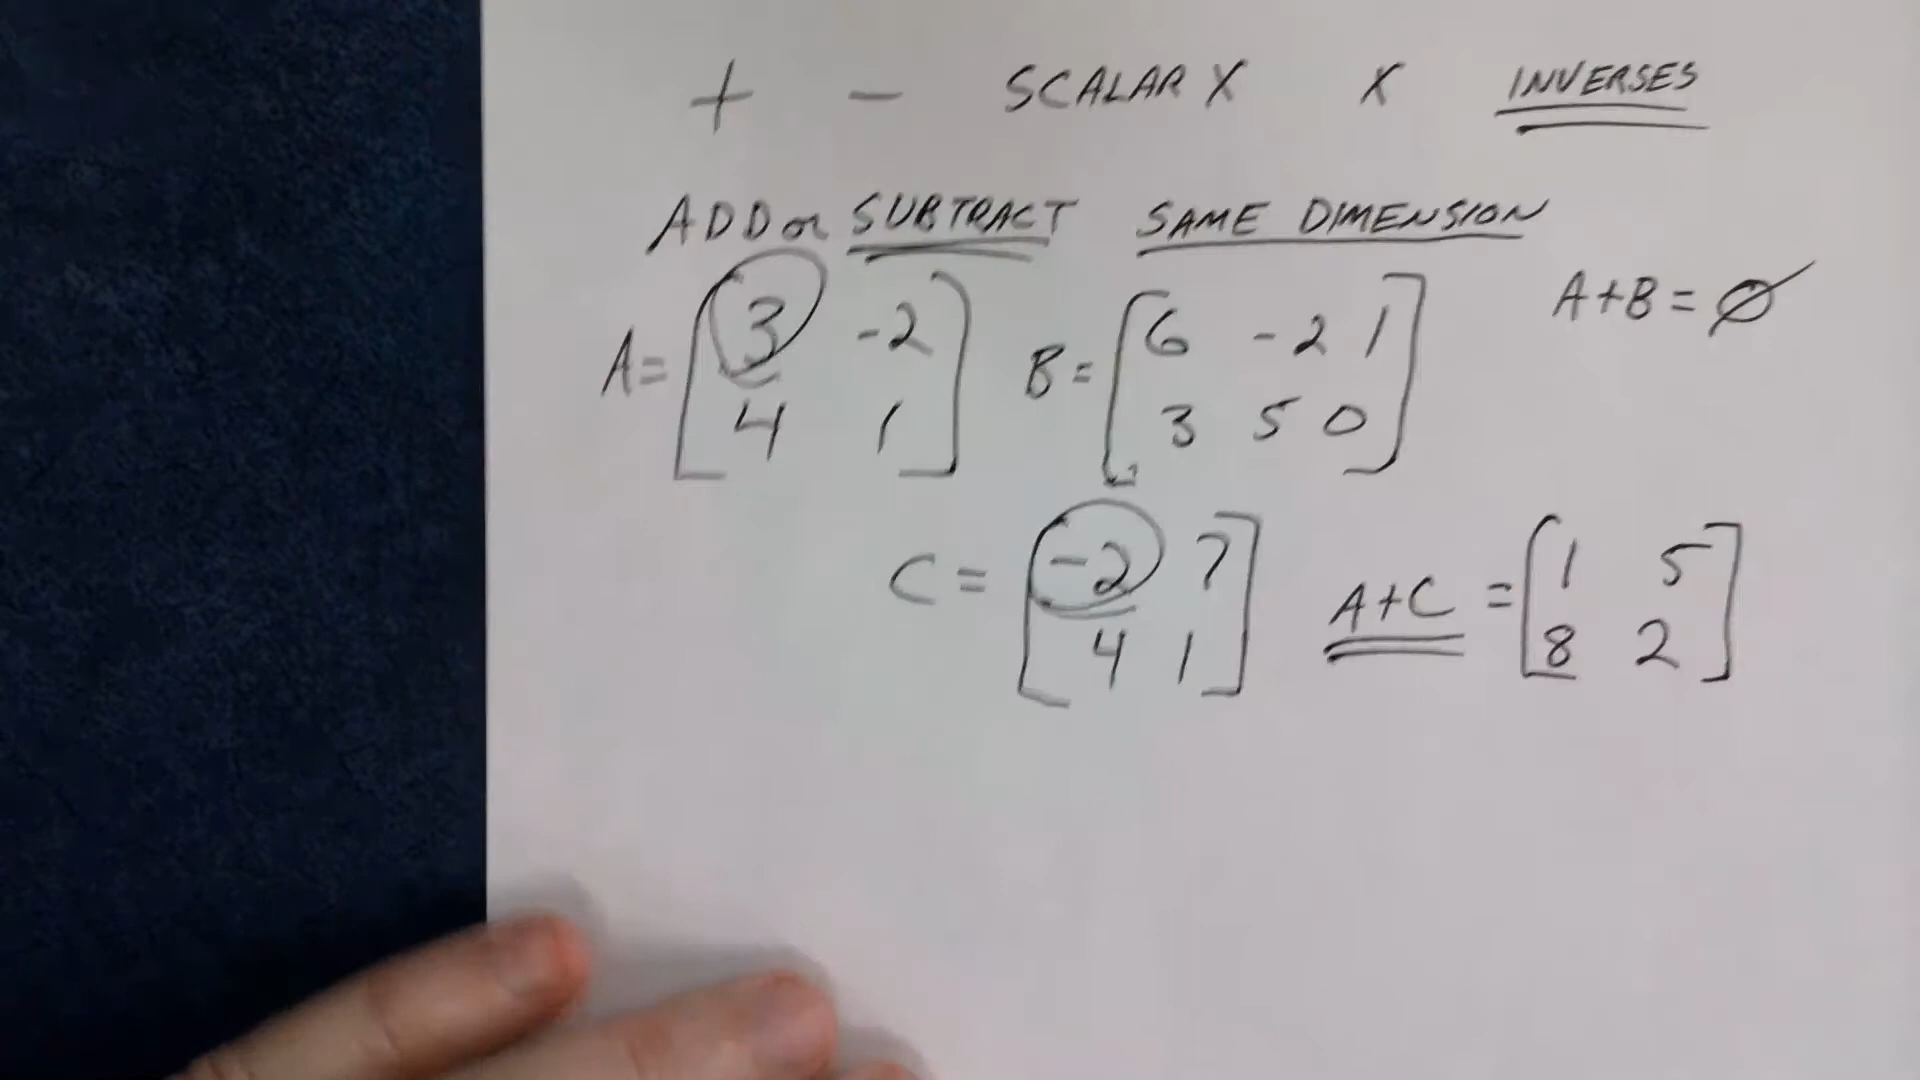 + - SCALAR X X INVERSES
ADD or SUBTRACT SAME DIMENSION
A = [3 -2
4 1]
B = [6 -2 1
3 5 0]
A+B = ∅
C = [-2 7
4 1]
A+C = [1 5
8 2]